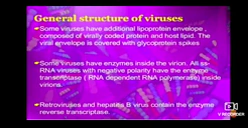 General structure of viruses
Some viruses have additional lipoprotein envelope ,
composed of virally coded protein and host lipid. The
viral envelope is covered with glycoprotein spikes
Some viruses have enzymes inside the virion. All ss-
RNA viruses with negative polarity have the enzyme
transcriptase ( RNA dependent RNA polymerase) inside
virions.
Retroviruses and hepatitis B virus contain the enzyme
reverse transcriptase.
V RECORDER